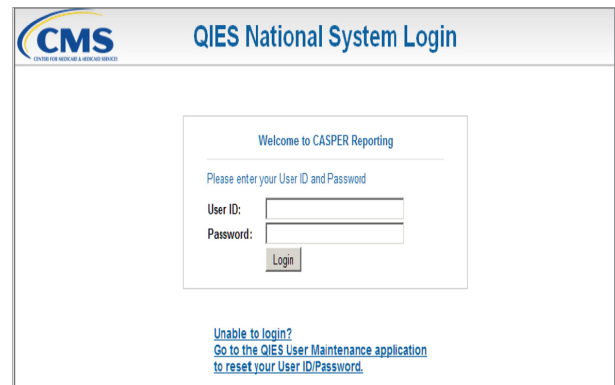 CMS
CENTERS FOR MEDICARE & MEDICAID SERVICES
QIES National System Login
Welcome to CASPER Reporting
Please enter your User ID and Password
User ID:
Password:
Login
Unable to login?
Go to the QIES User Maintenance application
to reset your User ID/Password.